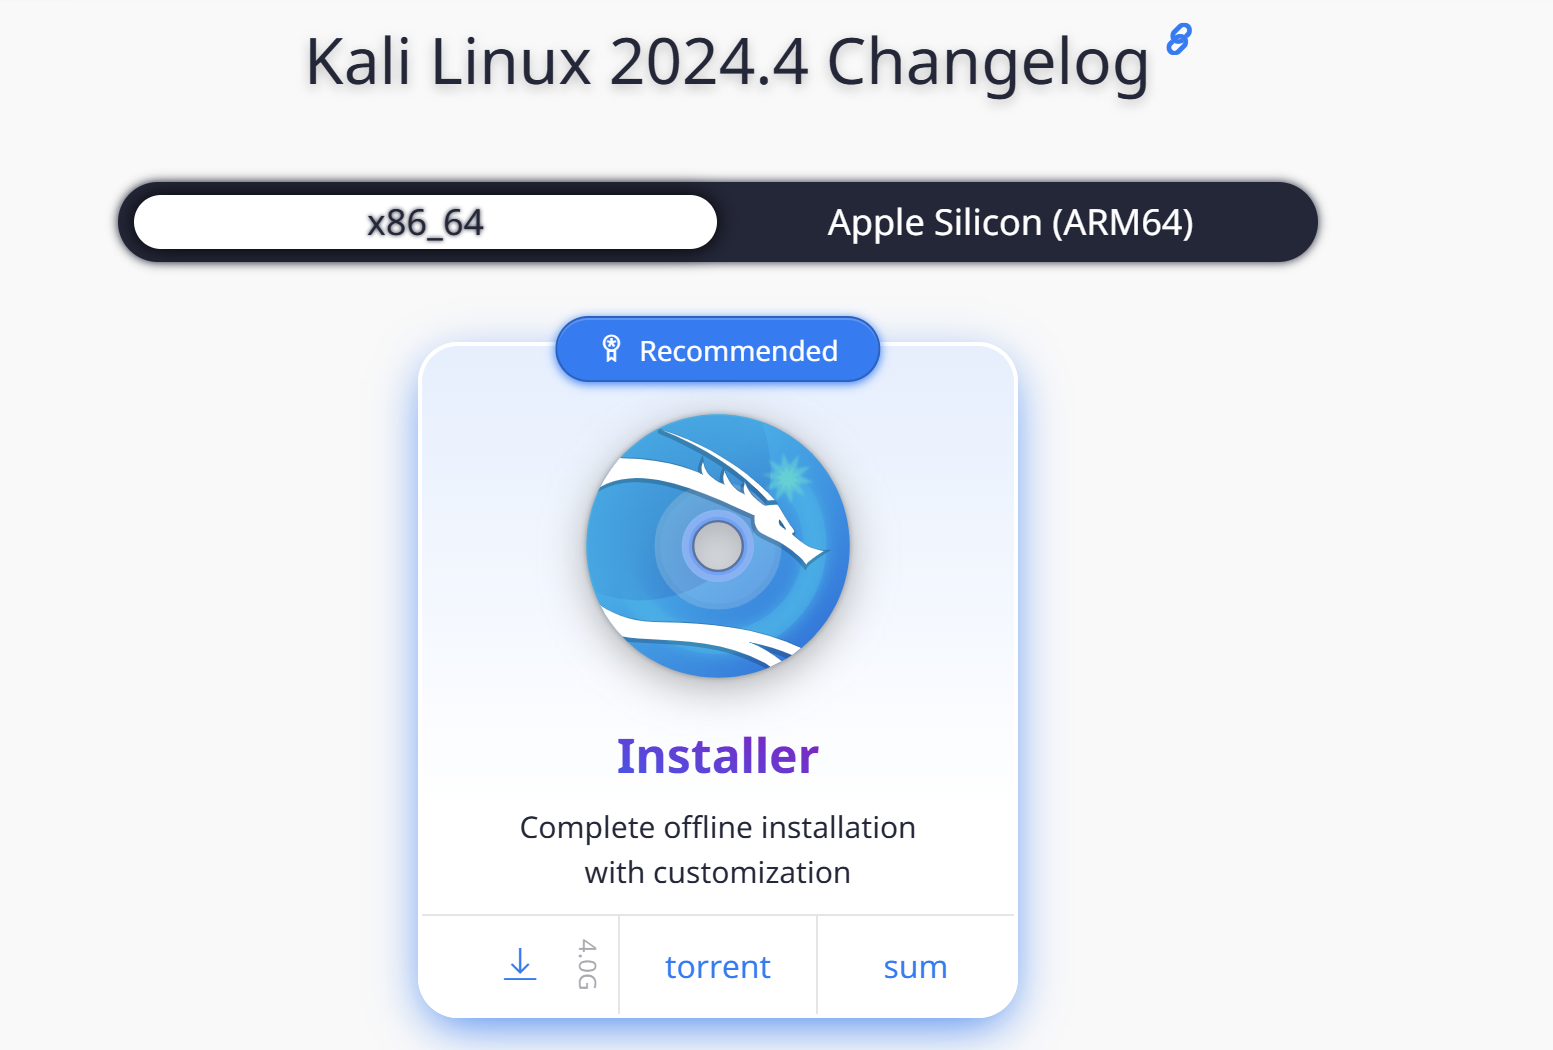 Kali Linux 2024.4 Changelog
x86_64
Apple Silicon (ARM64)
Recommended
Installer
Complete offline installation
with customization
4.0G
torrent
sum